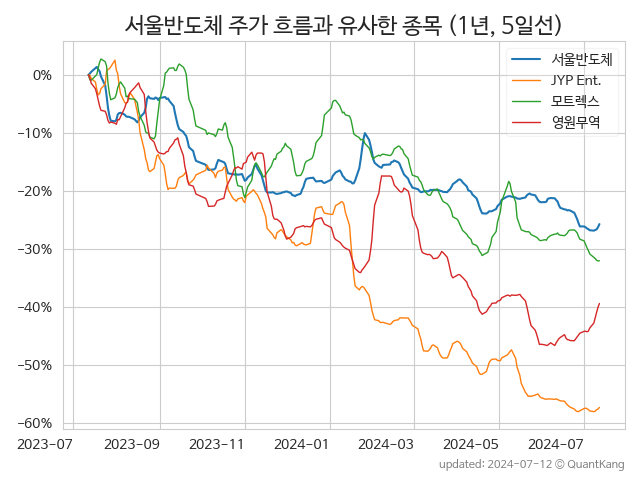 서울반도체 주가 흐름과 유사한 종목 (1년, 5일선)
서울반도체
JYP Ent.
모트렉스
영원무역
0%
−10%
−20%
−30%
−40%
−50%
−60%
2023-07
2023-09
2023-11
2024-01
2024-03
2024-05
2024-07
updated: 2024-07-12 © QuantKang